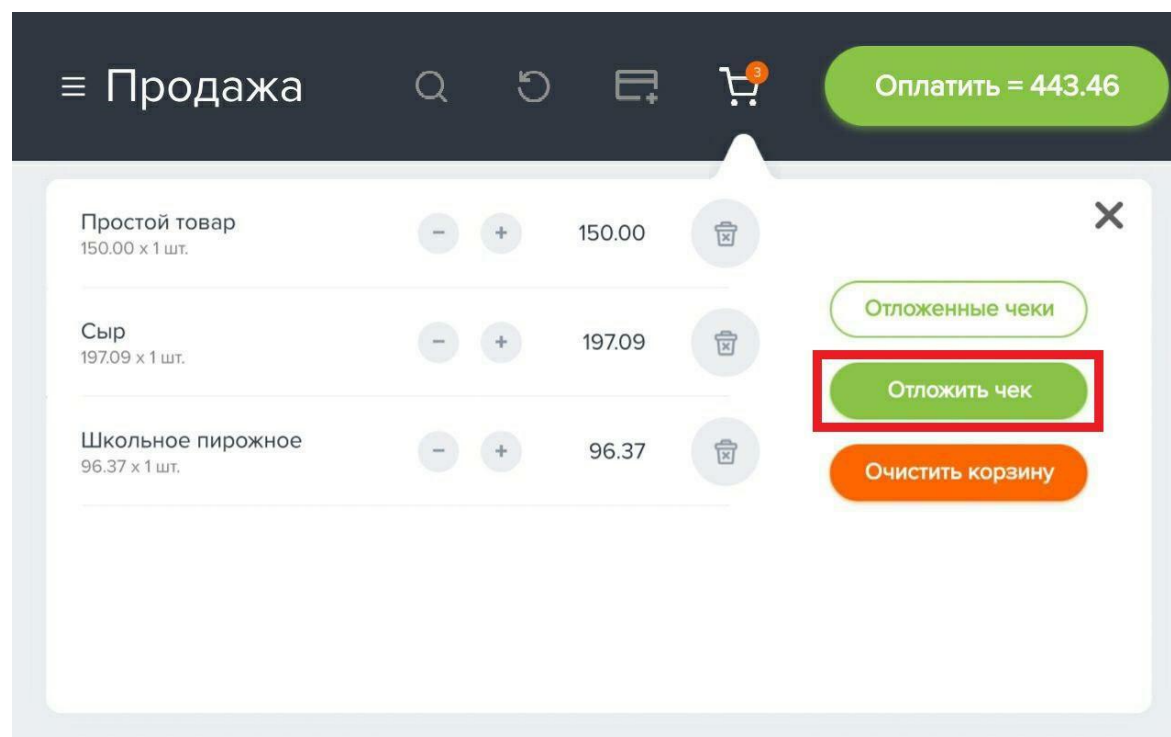 Продажа
3
Оплатить = 443.46
Простой товар
150.00 x 1 шт.
150.00
Отложенные чеки
Сыр
197.09 x 1 шт.
197.09
Отложить чек
Школьное пирожное
96.37 x 1 шт.
96.37
Очистить корзину